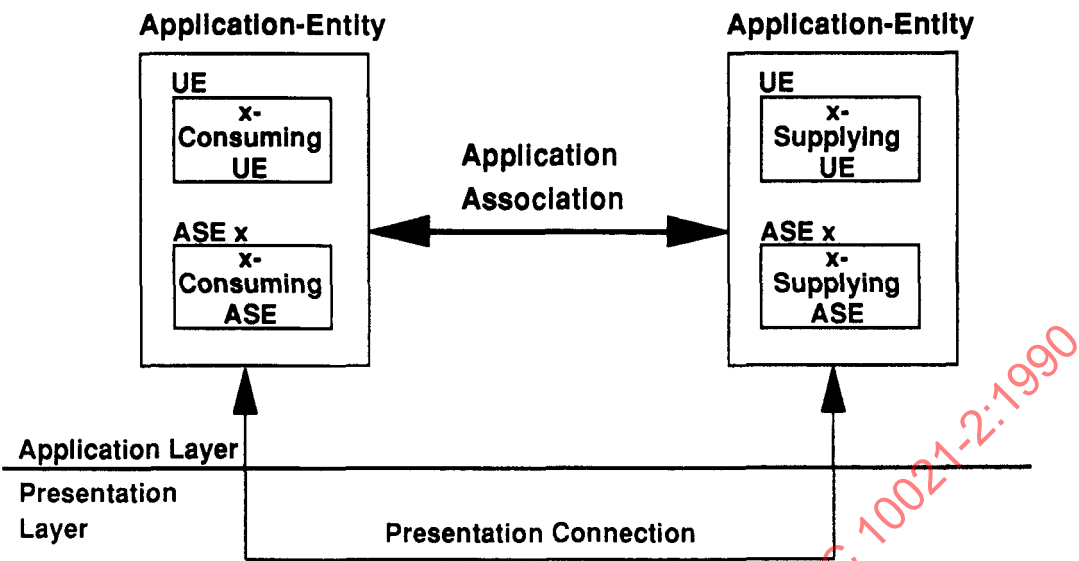 Application-Entity
Application-Entity
UE
x-
Consuming
UE
ASE x
x-
Consuming
ASE
Application
Association
UE
x-
Supplying
UE
ASE x
x-
Supplying
ASE
Application Layer
Presentation
Layer
Presentation Connection
10021-2:1990